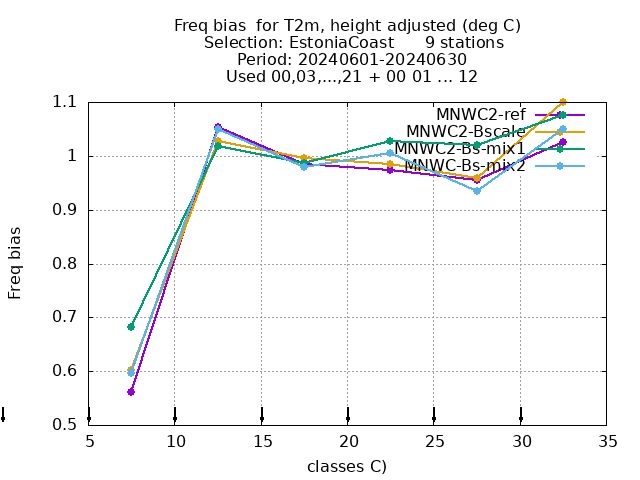 Freq bias  for T2m, height adjusted (deg C)
Selection: EstoniaCoast      9 stations
Period: 20240601-20240630
Used 00,03,...,21 + 00 01 ... 12
MNWC2-ref
MNWC2-Bscale
MNWC2-BS-mix1
MNWC-Bs-mix2
1.1
1
0.9
0.8
0.7
0.6
0.5
Freq bias
5 10 15 20 25 30 35
classes C)